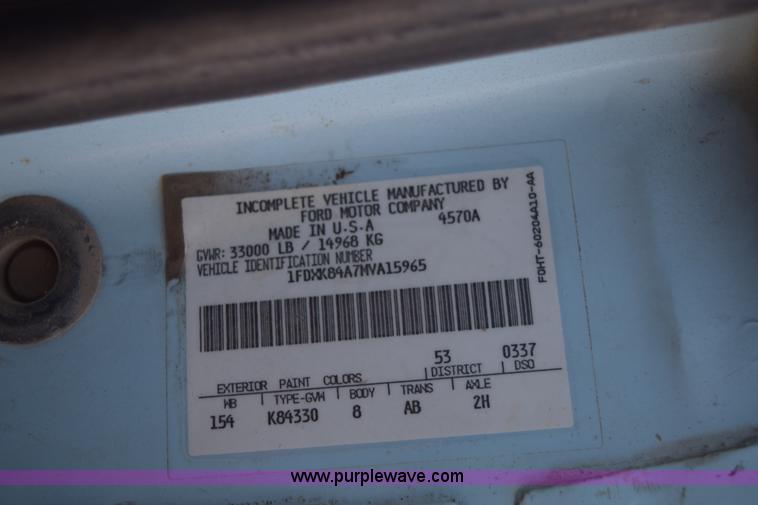 INCOMPLETE VEHICLE MANUFACTURED BY
FORD MOTOR COMPANY
MADE IN U.S.A 4570A
GVWR: 33000 LB / 14968 KG
VEHICLE IDENTIFICATION NUMBER
1FDXK84A7MVA15965
F0HT-60204A10-AA
53 0337
EXTERIOR PAINT COLORS DISTRICT DSO
WB TYPE-GVW BODY TRANS AXLE
154 K84330 8 AB 2H
www.purplewave.com